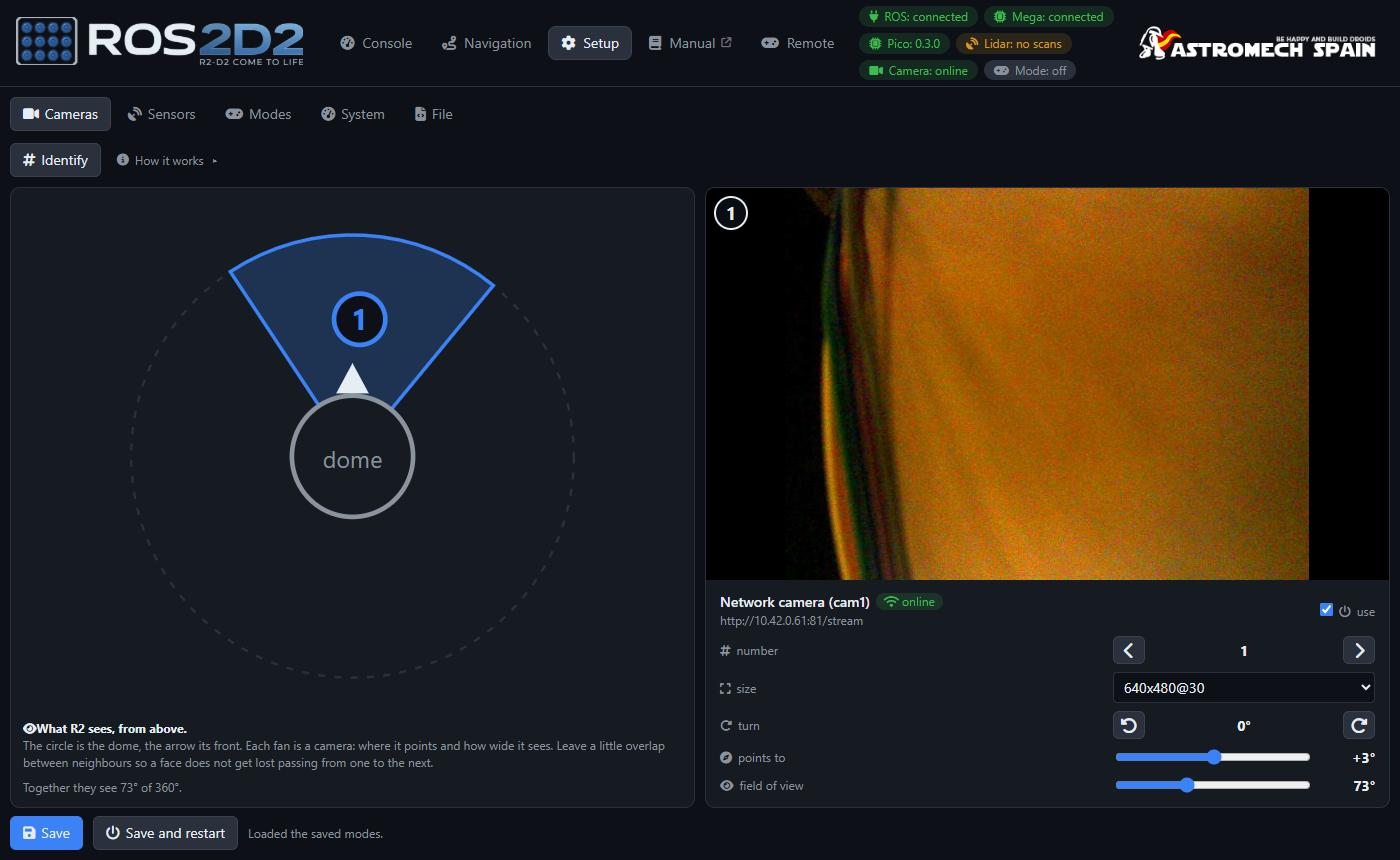 ROS2D2
R2-D2 COME TO LIFE
Console
Navigation
Setup
Manual
Remote
ROS: connected
Mega: connected
Pico: 0.3.0
Lidar: no scans
Camera: online
Mode: off
BE HAPPY AND BUILD DROIDS
ASTROMECH SPAIN
Cameras
Sensors
Modes
System
File
Identify
How it works
1
dome
What R2 sees, from above.
The circle is the dome, the arrow its front. Each fan is a camera: where it points and how wide it sees. Leave a little overlap
between neighbours so a face does not get lost passing from one to the next.
Together they see 73° of 360°.
1
Network camera (cam1) online
http://10.42.0.61:81/stream
use
number 1
size 640x480@30
turn 0°
points to +3°
field of view 73°
Save
Save and restart
Loaded the saved modes.